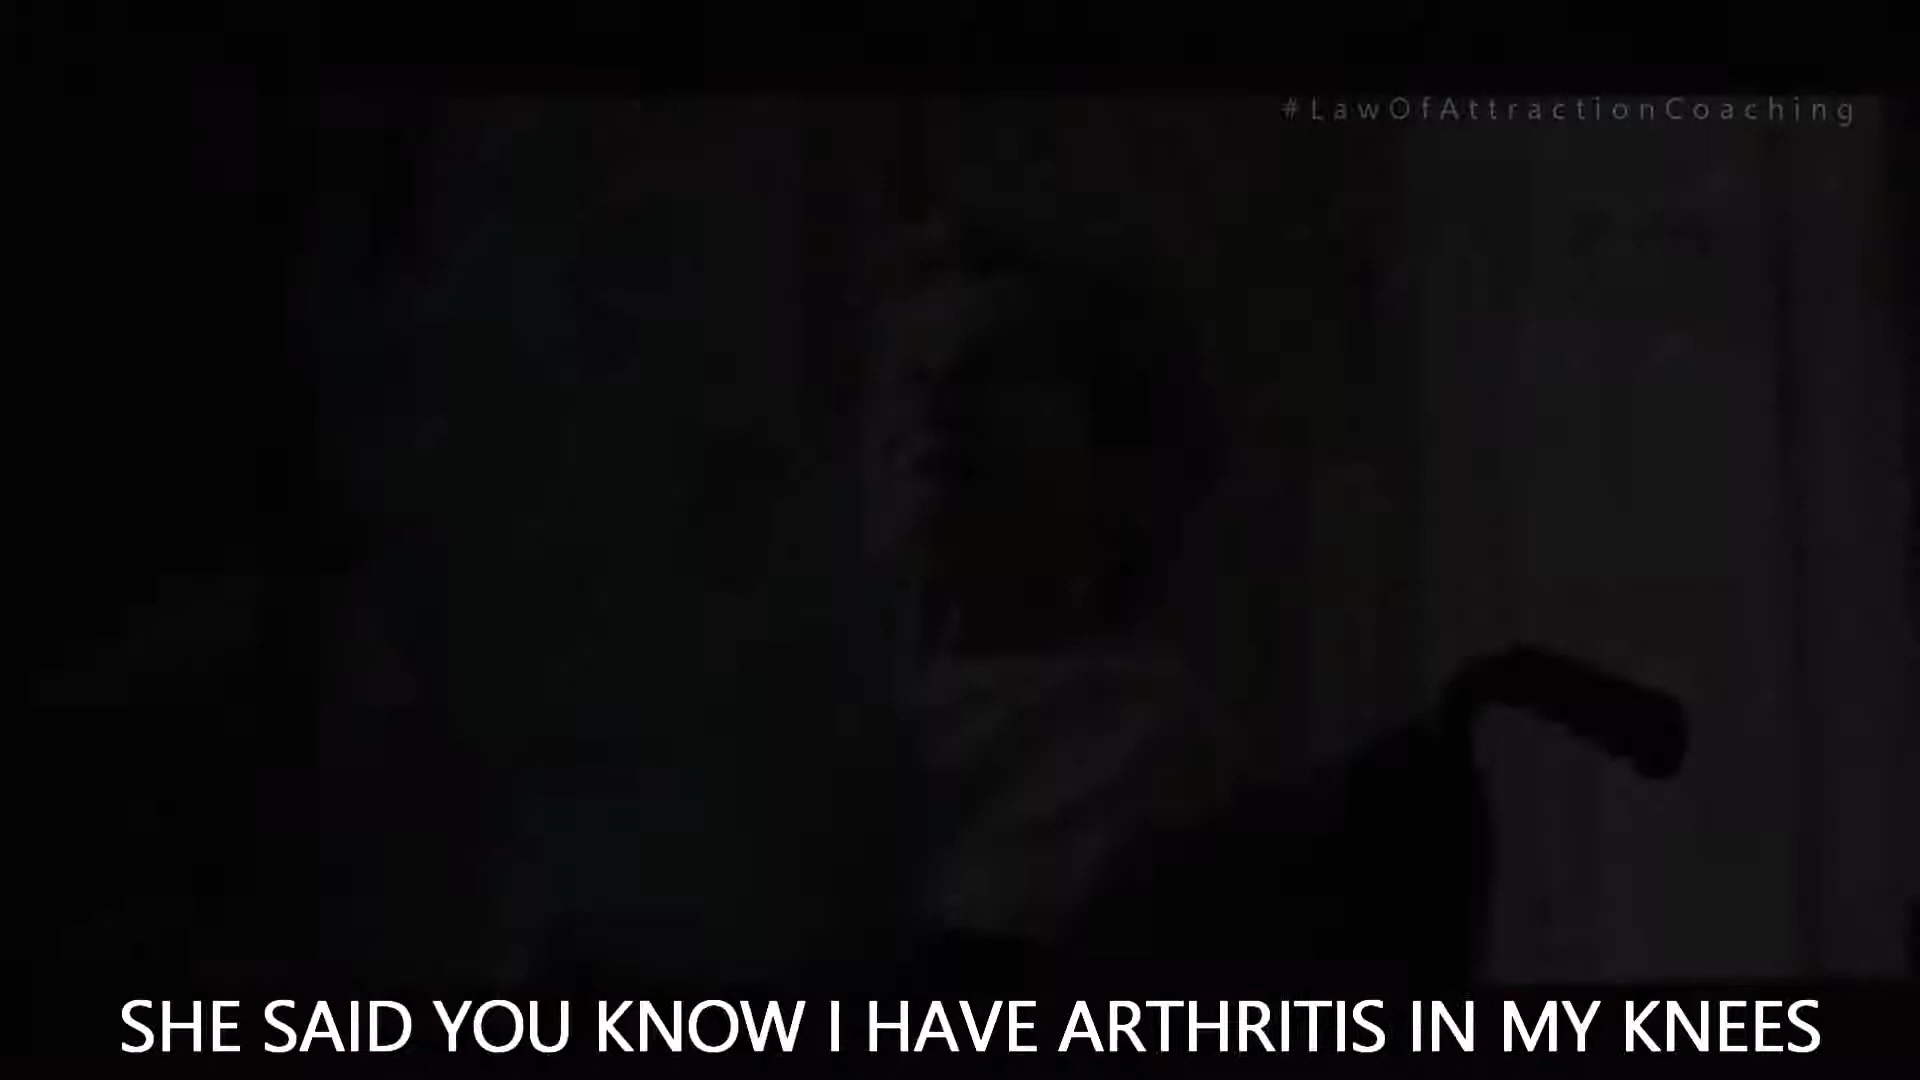 #LawOfAttractionCoaching
SHE SAID YOU KNOW I HAVE ARTHRITIS IN MY KNEES